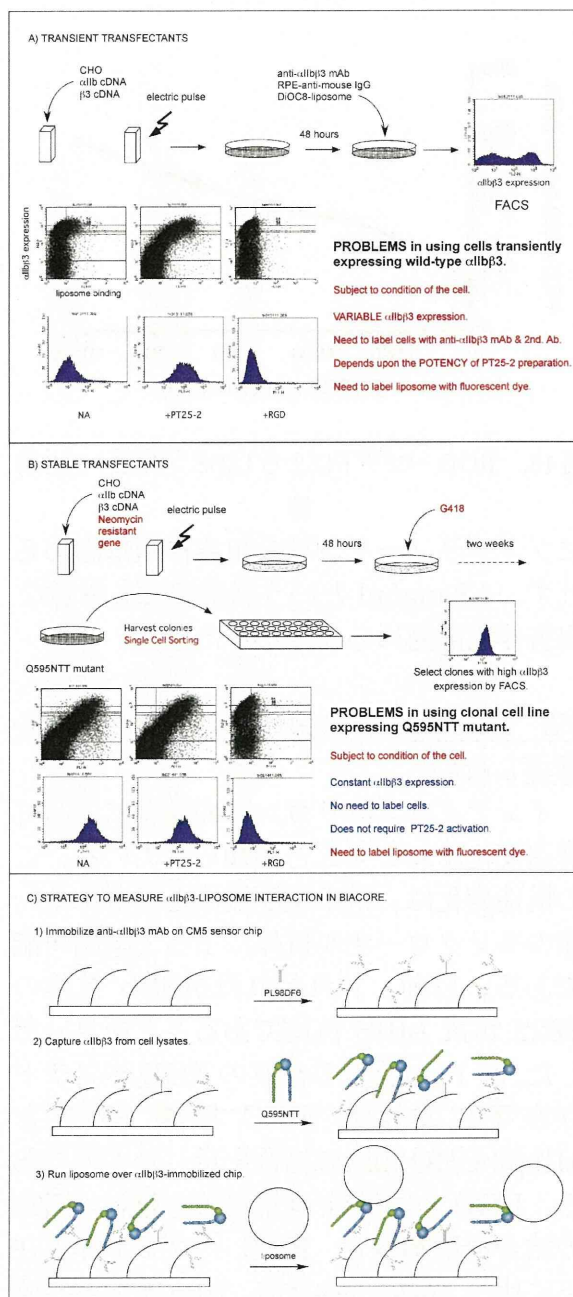 A) TRANSIENT TRANSFECTANTS
CHO
αIIb cDNA
β3 cDNA
electric pulse
48 hours
anti-αIIbβ3 mAb
RPE-anti-mouse IgG
DiOC8-liposome
αIIbβ3 expression
FACS
αIIbβ3 expression
liposome binding
NA
+PT25-2
+RGD
PROBLEMS in using cells transiently
expressing wild-type αIIbβ3.
Subject to condition of the cell.
VARIABLE αIIbβ3 expression.
Need to label cells with anti-αIIbβ3 mAb & 2nd. Ab.
Depends upon the POTENCY of PT25-2 preparation.
Need to label liposome with fluorescent dye.
B) STABLE TRANSFECTANTS
CHO
αIIb cDNA
β3 cDNA
Neomycin
resistant
gene
electric pulse
48 hours
G418
two weeks
Harvest colonies
Single Cell Sorting
Select clones with high αIIbβ3
expression by FACS.
Q595NTT mutant
NA
+PT25-2
+RGD
PROBLEMS in using clonal cell line
expressing Q595NTT mutant.
Subject to condition of the cell.
Constant αIIbβ3 expression.
No need to label cells.
Does not require PT25-2 activation.
Need to label liposome with fluorescent dye.
C) STRATEGY TO MEASURE αIIbβ3-LIPOSOME INTERACTION IN BIACORE.
1) Immobilize anti-αIIbβ3 mAb on CM5 sensor chip
PL98DF6
2) Capture αIIbβ3 from cell lysates.
Q595NTT
3) Run liposome over αIIbβ3-immobilized chip.
liposome